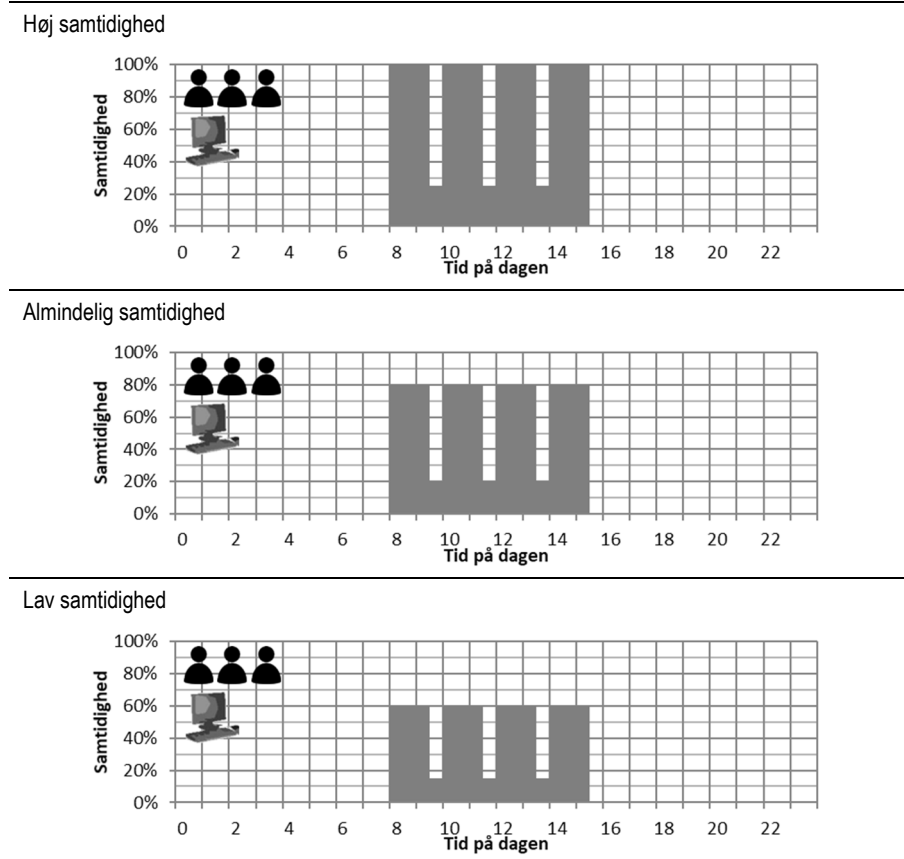 Høj samtidighed
100%
80%
60%
40%
20%
0%
Samtidighed
0 2 4 6 8 10 12 14 16 18 20 22
Tid på dagen
Almindelig samtidighed
100%
80%
60%
40%
20%
0%
Samtidighed
0 2 4 6 8 10 12 14 16 18 20 22
Tid på dagen
Lav samtidighed
100%
80%
60%
40%
20%
0%
Samtidighed
0 2 4 6 8 10 12 14 16 18 20 22
Tid på dagen